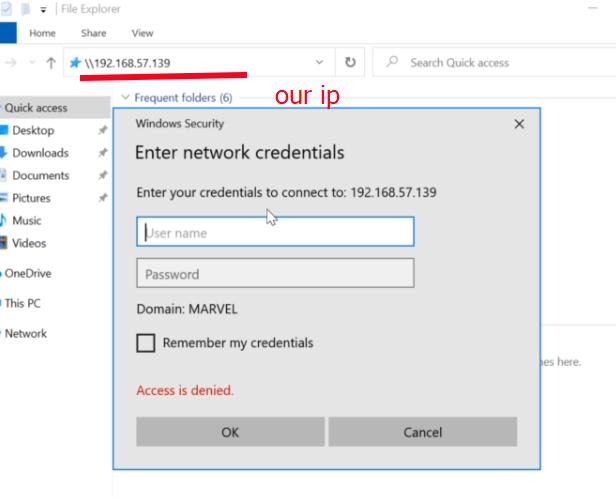 File Explorer
Home Share View
\\192.168.57.139
Search Quick access
our ip
Quick access
Frequent folders (6)
Desktop
Downloads
Documents
Pictures
Music
Videos
OneDrive
This PC
Network
Windows Security
Enter network credentials
Enter your credentials to connect to: 192.168.57.139
User name
Password
Domain: MARVEL
Remember my credentials
Access is denied.
OK Cancel
here.